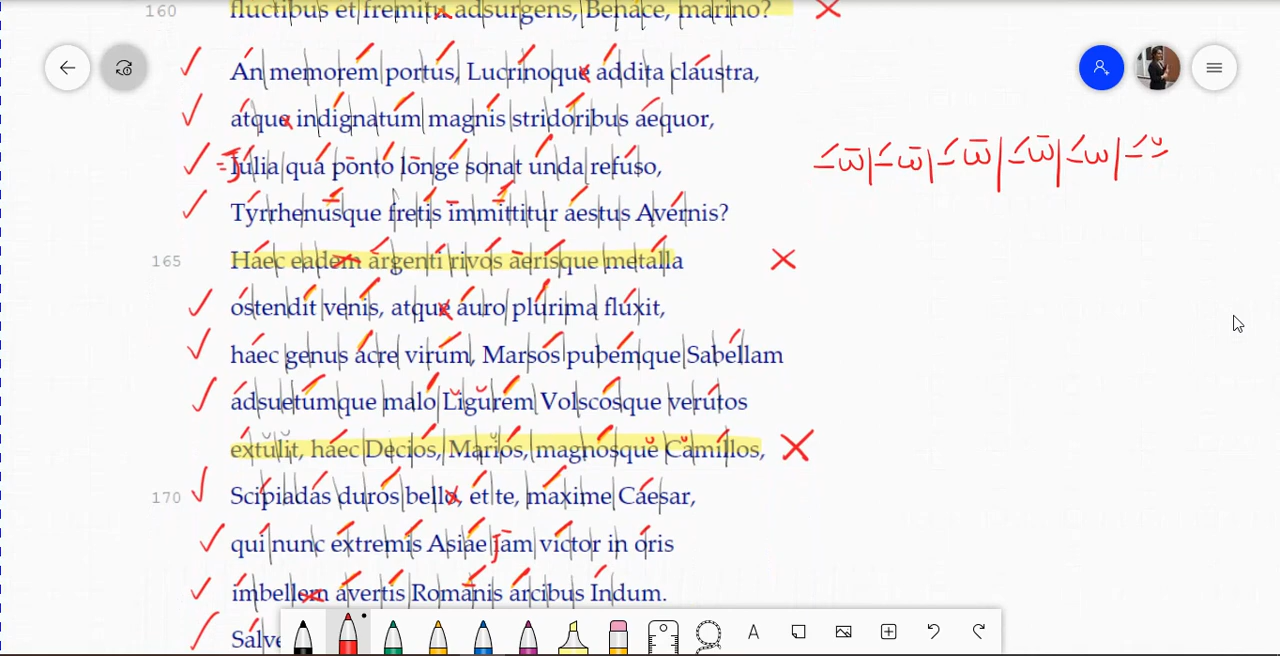 160 fluctibus et fremitu adsurgens, Benace, marino?
An memorem portus, Lucrinoque addita claustra,
atque indignatum magnis stridoribus aequor,
Iulia qua ponto longe sonat unda refuso,
Tyrrhenusque fretis immittitur aestus Avernis?
165 Haec eadem argenti rivos aerisque metalla
ostendit venis, atque auro plurima fluxit,
haec genus acre virum, Marsos pubemque Sabellam
adsuetumque malo Ligurem Volscosque verutos
extulit, haec Decios, Marios, magnosque Camillos,
170 Scipiadas duros bello, et te, maxime Caesar,
qui nunc extremis Asiae jam victor in oris
imbellem avertis Romanis arcibus Indum.
Salve
A